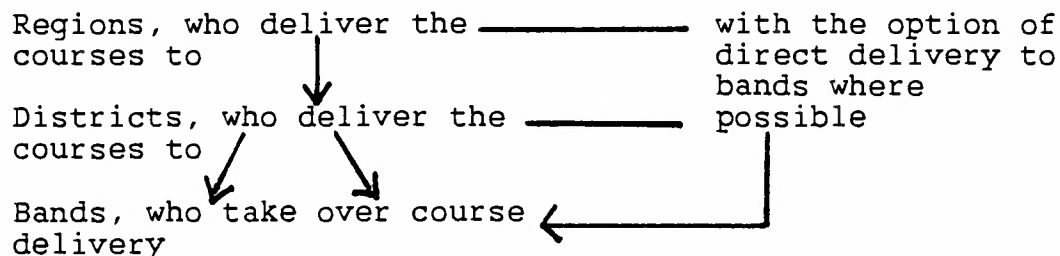 Regions, who deliver the
courses to
with the option of
direct delivery to
bands where
possible
Districts, who deliver the
courses to
Bands, who take over course
delivery